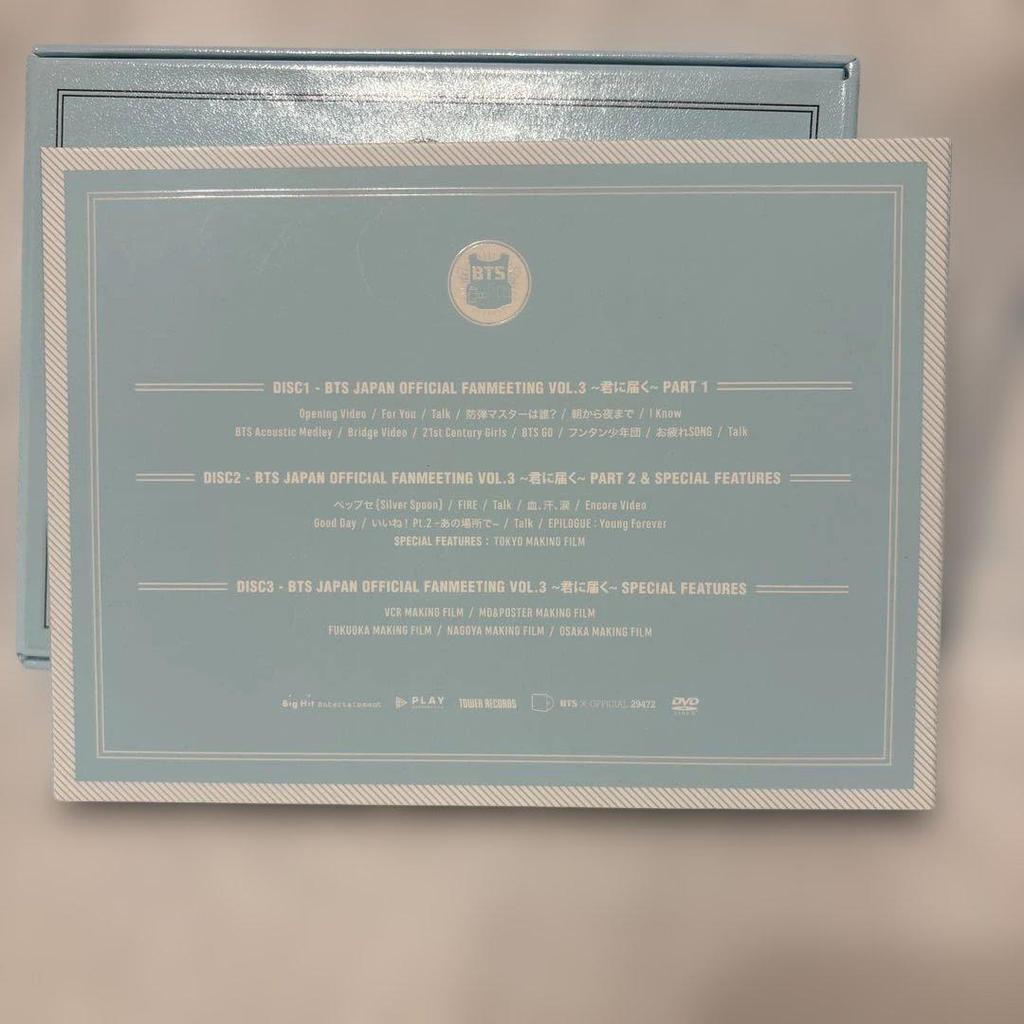 BTS
DISC1 - BTS JAPAN OFFICIAL FANMEETING VOL.3 ~君に届く~ PART 1
Opening Video / For You / Talk / 防弾マスターは誰? / 朝から夜まで / I Know
BTS Acoustic Medley / Bridge Video / 21st Century Girls / BTS GO / フンタン少年団 / お疲れSONG / Talk
DISC2 - BTS JAPAN OFFICIAL FANMEETING VOL.3 ~君に届く~ PART 2 & SPECIAL FEATURES
ペップセ [Silver Spoon] / FIRE / Talk / 血、汗、涙 / Encore Video
Good Day / いいね! Pt.2 -あの場所で- / Talk / EPILOGUE : Young Forever
SPECIAL FEATURES : TOKYO MAKING FILM
DISC3 - BTS JAPAN OFFICIAL FANMEETING VOL.3 ~君に届く~ SPECIAL FEATURES
VCR MAKING FILM / MD&POSTER MAKING FILM
FUKUOKA MAKING FILM / NAGOYA MAKING FILM / OSAKA MAKING FILM
Big Hit Entertainment PLAY TOWER RECORDS BTS × OFFICIAL 29472 DVD VIDEO